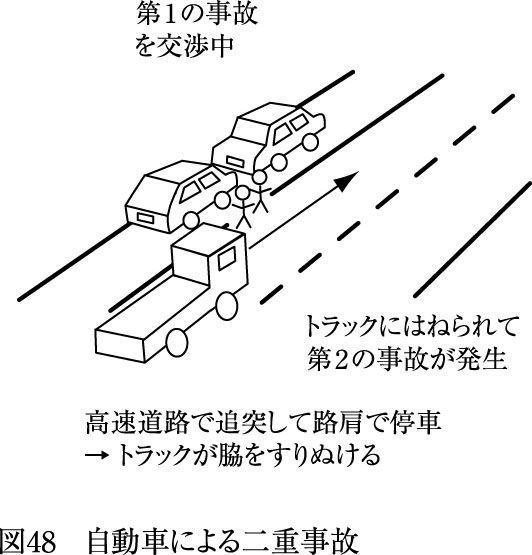 第１の事故
を交渉中
トラックにはねられて
第２の事故が発生
高速道路で追突して路肩で停車
→ トラックが脇をすりぬける
図48　自動車による二重事故